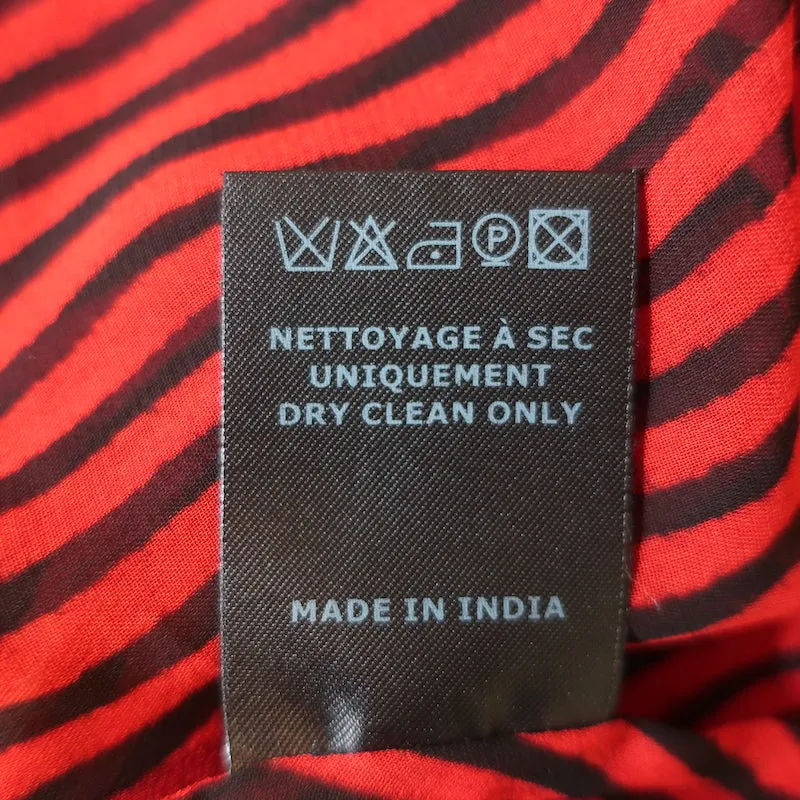 P
NETTOYAGE À SEC
UNIQUEMENT
DRY CLEAN ONLY
MADE IN INDIA